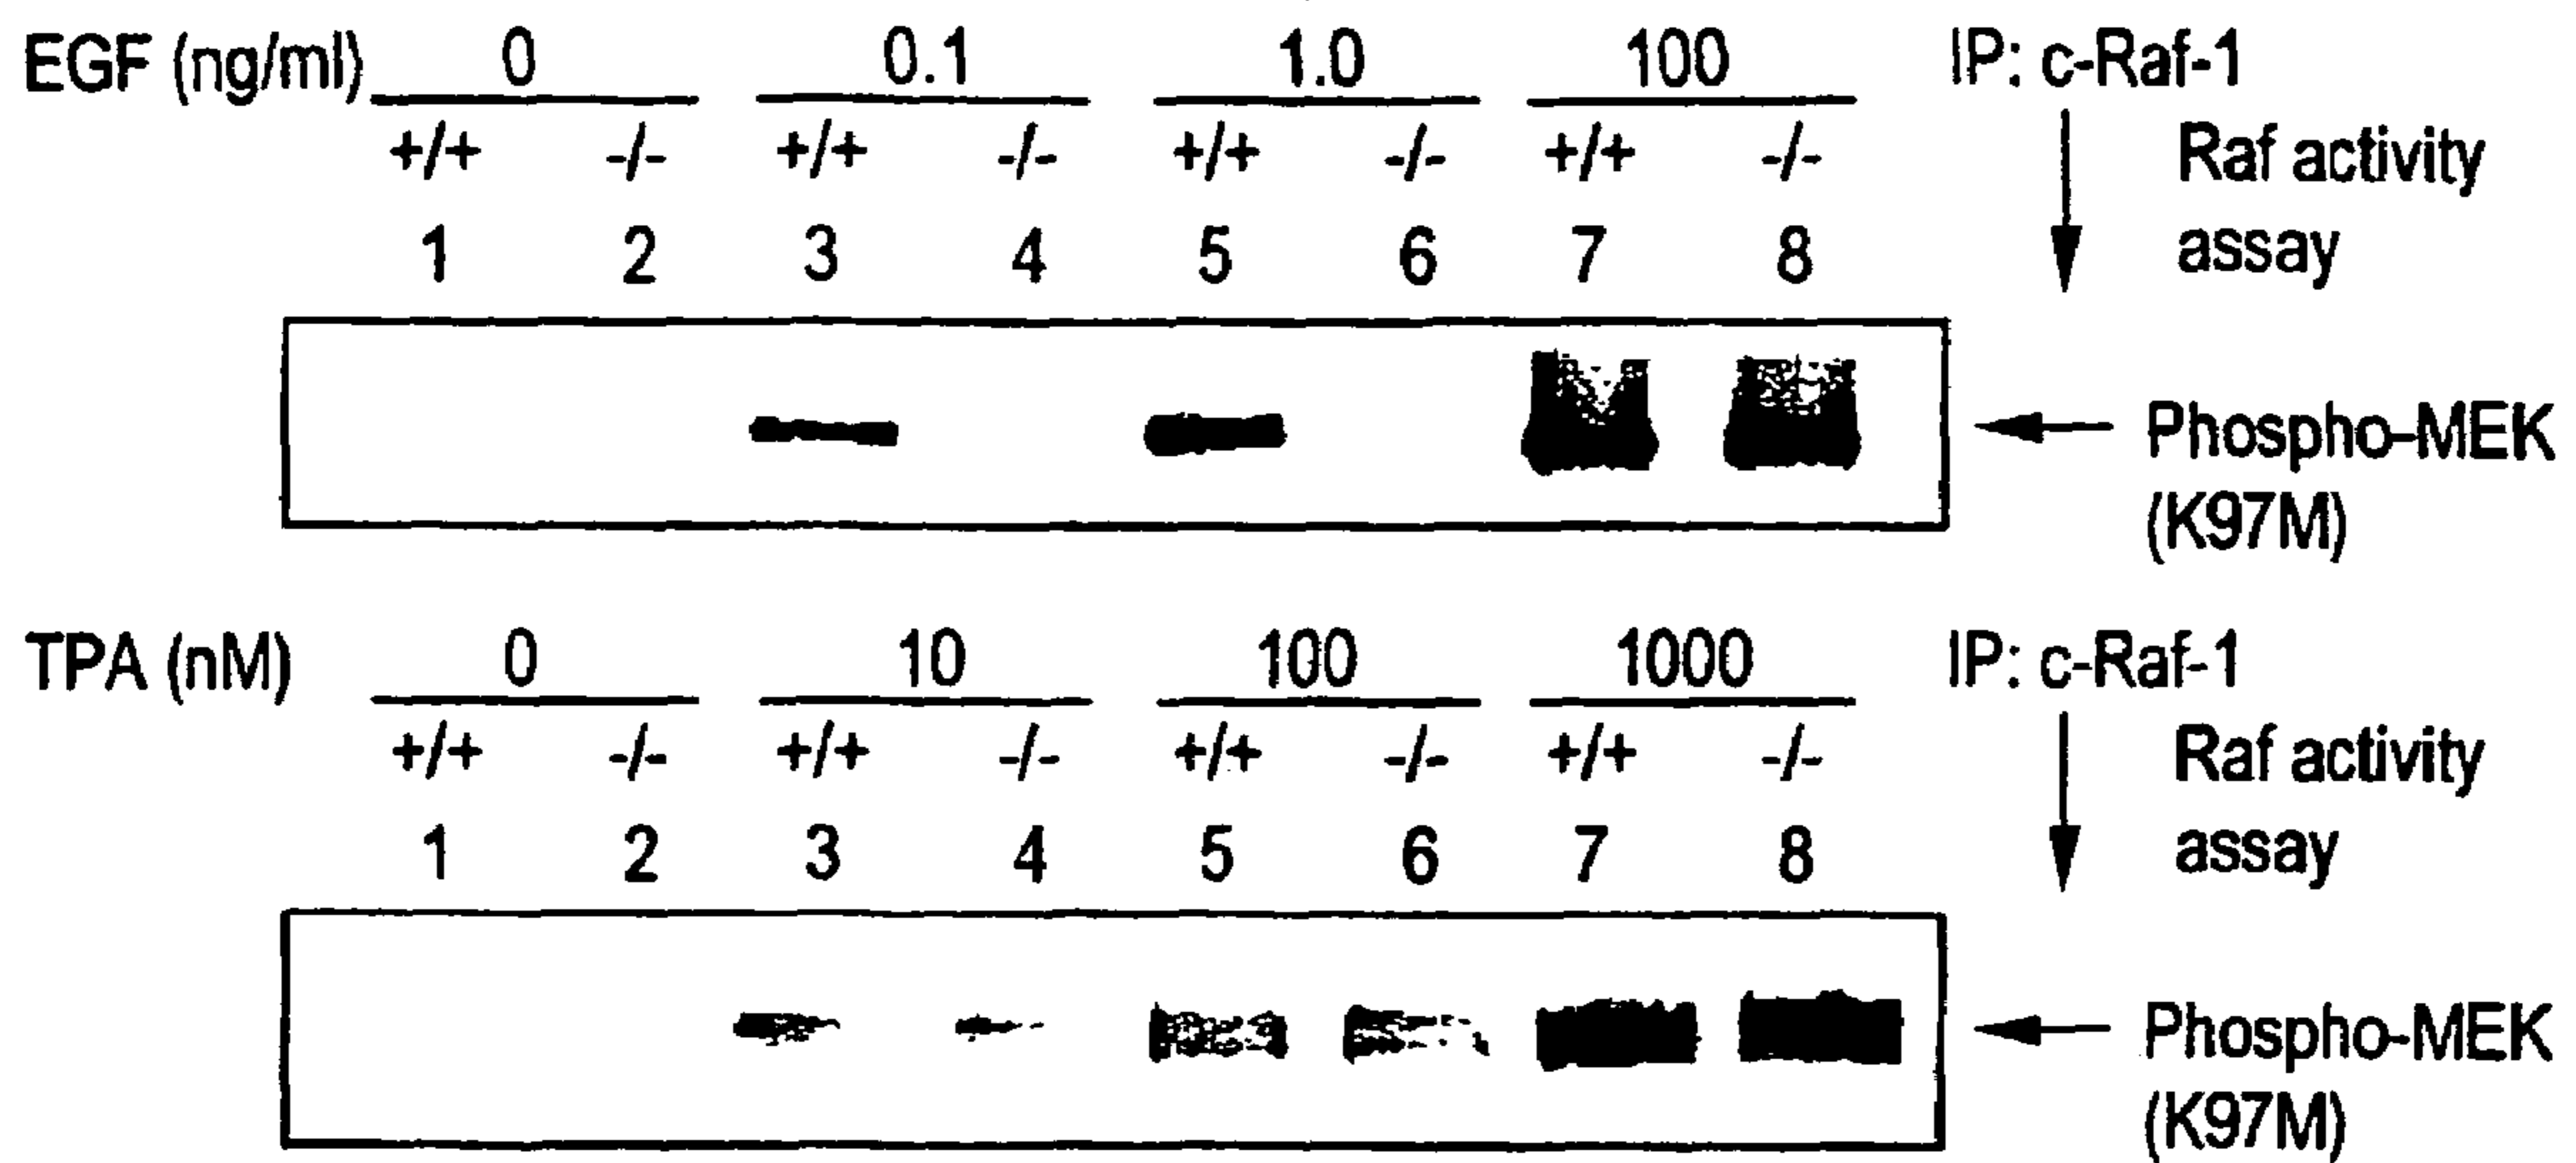 EGF (ng/ml) 0 0.1 1.0 100 IP: c-Raf-1
+/+ -/- +/+ -/- +/+ -/- +/+ -/- Raf activity
1 2 3 4 5 6 7 8 assay
Phospho-MEK
(K97M)
TPA (nM) 0 10 100 1000 IP: c-Raf-1
+/+ -/- +/+ -/- +/+ -/- +/+ -/- Raf activity
1 2 3 4 5 6 7 8 assay
Phospho-MEK
(K97M)